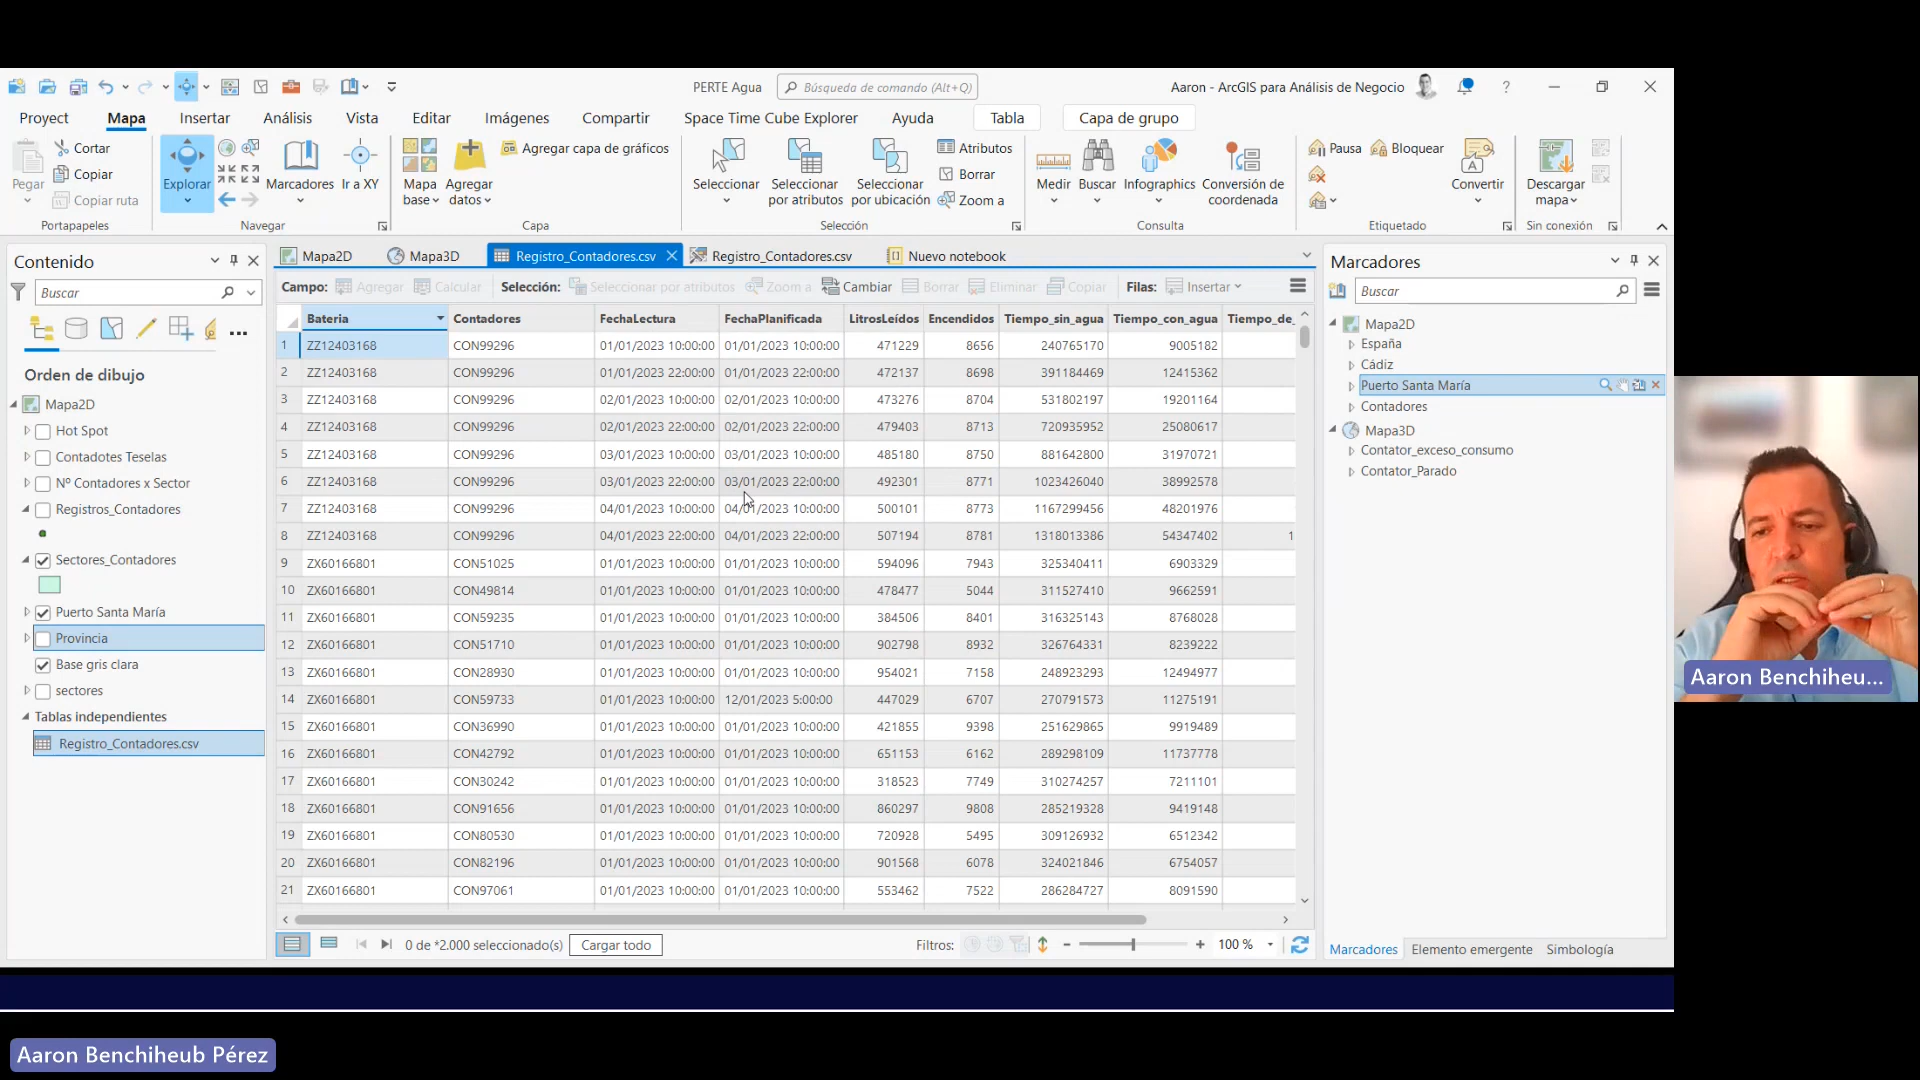 PERTE Agua
Búsqueda de comando (Alt+Q)
Aaron - ArcGIS para Análisis de Negocio
?
Proyect Mapa Insertar Análisis Vista Editar Imágenes Compartir Space Time Cube Explorer Ayuda Tabla Capa de grupo
Pegar
Cortar
Copiar
Copiar ruta
Portapapeles
Explorar
Marcadores
Ir a XY
Navegar
Mapa base
Agregar datos
Agregar capa de gráficos
Capa
Seleccionar
Seleccionar por atributos
Seleccionar por ubicación
Atributos
Borrar
Zoom a
Selección
Medir
Buscar
Infographics
Conversión de coordenada
Consulta
Pausa
Bloquear
Convertir
Etiquetado
Descargar mapa
Sin conexión
Contenido
Buscar
Orden de dibujo
Mapa2D
Hot Spot
Contadotes Teselas
Nº Contadores x Sector
Registros_Contadores
Sectores_Contadores
Puerto Santa María
Provincia
Base gris clara
sectores
Tablas independientes
Registro_Contadores.csv
Mapa2D Mapa3D Registro_Contadores.csv Registro_Contadores.csv Nuevo notebook
Campo: Agregar Calcular Selección: Seleccionar por atributos Zoom a Cambiar Borrar Eliminar Copiar Filas: Insertar
Bateria Contadores FechaLectura FechaPlanificada LitrosLeídos Encendidos Tiempo_sin_agua Tiempo_con_agua Tiempo_de_
1 ZZ12403168 CON99296 01/01/2023 10:00:00 01/01/2023 10:00:00 471229 8656 240765170 9005182
2 ZZ12403168 CON99296 01/01/2023 22:00:00 01/01/2023 22:00:00 472137 8698 391184469 12415362
3 ZZ12403168 CON99296 02/01/2023 10:00:00 02/01/2023 10:00:00 473276 8704 531802197 19201164
4 ZZ12403168 CON99296 02/01/2023 22:00:00 02/01/2023 22:00:00 479403 8713 720935952 25080617
5 ZZ12403168 CON99296 03/01/2023 10:00:00 03/01/2023 10:00:00 485180 8750 881642800 31970721
6 ZZ12403168 CON99296 03/01/2023 22:00:00 03/01/2023 22:00:00 492301 8771 1023426040 38992578
7 ZZ12403168 CON99296 04/01/2023 10:00:00 04/01/2023 10:00:00 500101 8773 1167299456 48201976
8 ZZ12403168 CON99296 04/01/2023 22:00:00 04/01/2023 22:00:00 507194 8781 1318013386 54347402 1
9 ZX60166801 CON51025 01/01/2023 10:00:00 01/01/2023 10:00:00 594096 7943 325340411 6903329
10 ZX60166801 CON49814 01/01/2023 10:00:00 01/01/2023 10:00:00 478477 5044 311527410 9662591
11 ZX60166801 CON59235 01/01/2023 10:00:00 01/01/2023 10:00:00 384506 8401 316325143 8768028
12 ZX60166801 CON51710 01/01/2023 10:00:00 01/01/2023 10:00:00 902798 8932 326764331 8239222
13 ZX60166801 CON28930 01/01/2023 10:00:00 01/01/2023 10:00:00 954021 7158 248923239 12494977
14 ZX60166801 CON59733 01/01/2023 10:00:00 12/01/2023 5:00:00 447029 6707 270791573 11275191
15 ZX60166801 CON36990 01/01/2023 10:00:00 01/01/2023 10:00:00 421855 9398 251629865 9919489
16 ZX60166801 CON42792 01/01/2023 10:00:00 01/01/2023 10:00:00 651153 6162 289298109 11737778
17 ZX60166801 CON30242 01/01/2023 10:00:00 01/01/2023 10:00:00 318523 7749 310274257 7211101
18 ZX60166801 CON91656 01/01/2023 10:00:00 01/01/2023 10:00:00 860297 9808 285219328 9419148
19 ZX60166801 CON80530 01/01/2023 10:00:00 01/01/2023 10:00:00 720928 5495 309126932 6512342
20 ZX60166801 CON82196 01/01/2023 10:00:00 01/01/2023 10:00:00 901568 6078 324021846 6754057
21 ZX60166801 CON97061 01/01/2023 10:00:00 01/01/2023 10:00:00 553462 7522 286284727 8091590
0 de *2.000 seleccionado(s) Cargar todo Filtros: 100 %
Marcadores
Buscar
Mapa2D
España
Cádiz
Puerto Santa María
Contadores
Mapa3D
Contator_exceso_consumo
Contator_Parado
Marcadores Elemento emergente Simbología
Aaron Benchiheu...
Aaron Benchiheub Pérez